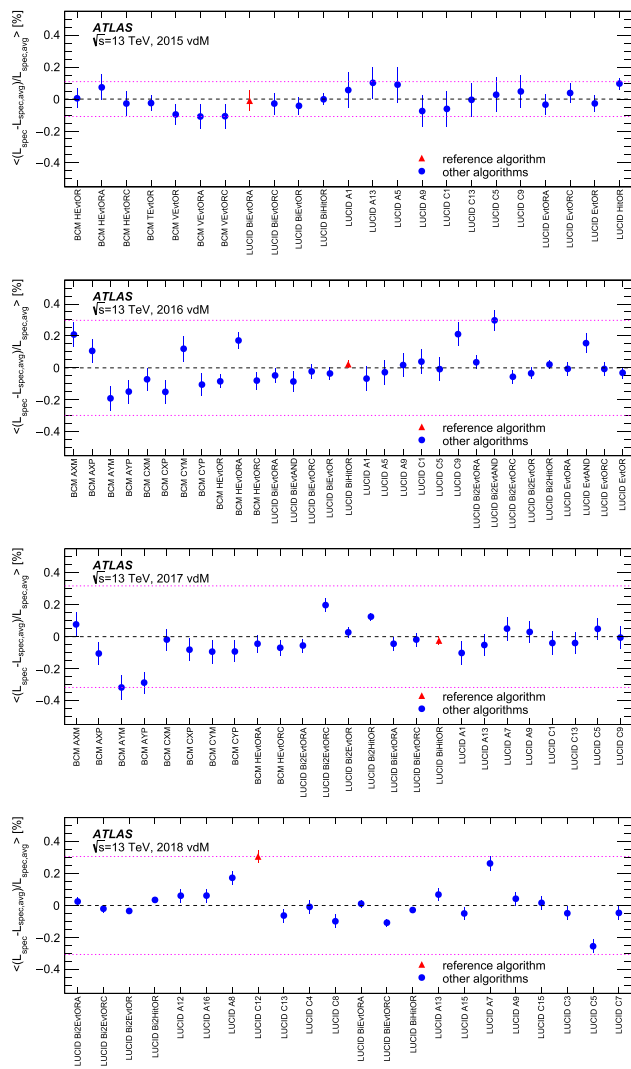 <(L_spec-L_spec,avg)/L_spec,avg> [%]
ATLAS
√s=13 TeV, 2015 vdM
0.4
0.2
0
−0.2
−0.4
reference algorithm
other algorithms
BCM HEvtOR
BCM HEvtORA
BCM HEvtORC
BCM TEvtOR
BCM VEvtOR
BCM VEvtORA
BCM VEvtORC
LUCID BiEvtORA
LUCID BiEvtORC
LUCID BiEvtOR
LUCID BiHitOR
LUCID A1
LUCID A13
LUCID A5
LUCID A9
LUCID C1
LUCID C13
LUCID C5
LUCID C9
LUCID EvtORA
LUCID EvtORC
LUCID EvtOR
LUCID HitOR
<(L_spec-L_spec,avg)/L_spec,avg> [%]
ATLAS
√s=13 TeV, 2016 vdM
0.4
0.2
0
−0.2
−0.4
reference algorithm
other algorithms
BCM AXM
BCM AXP
BCM AYM
BCM AYP
BCM CXM
BCM CXP
BCM CYM
BCM CYP
BCM HEvtOR
BCM HEvtORA
BCM HEvtORC
LUCID BiEvtORA
LUCID BiEvtAND
LUCID BiEvtORC
LUCID BiEvtOR
LUCID BiHitOR
LUCID A1
LUCID A5
LUCID A9
LUCID C1
LUCID C5
LUCID C9
LUCID Bi2EvtORA
LUCID Bi2EvtAND
LUCID Bi2EvtORC
LUCID Bi2EvtOR
LUCID Bi2HitOR
LUCID EvtORA
LUCID EvtAND
LUCID EvtORC
LUCID EvtOR
<(L_spec-L_spec,avg)/L_spec,avg> [%]
ATLAS
√s=13 TeV, 2017 vdM
0.4
0.2
0
−0.2
−0.4
reference algorithm
other algorithms
BCM AXM
BCM AXP
BCM AYM
BCM AYP
BCM CXM
BCM CXP
BCM CYM
BCM CYP
BCM HEvtORA
BCM HEvtORC
LUCID Bi2EvtORA
LUCID Bi2EvtORC
LUCID Bi2EvtOR
LUCID Bi2HitOR
LUCID BiEvtORA
LUCID BiEvtORC
LUCID BiHitOR
LUCID A1
LUCID A13
LUCID A7
LUCID A9
LUCID C1
LUCID C13
LUCID C5
LUCID C9
<(L_spec-L_spec,avg)/L_spec,avg> [%]
ATLAS
√s=13 TeV, 2018 vdM
0.4
0.2
0
−0.2
−0.4
reference algorithm
other algorithms
LUCID Bi2EvtORA
LUCID Bi2EvtORC
LUCID Bi2EvtOR
LUCID Bi2HitOR
LUCID A12
LUCID A16
LUCID A8
LUCID C12
LUCID C13
LUCID C4
LUCID C8
LUCID BiEvtORA
LUCID BiEvtORC
LUCID BiHitOR
LUCID A13
LUCID A15
LUCID A7
LUCID A9
LUCID C15
LUCID C3
LUCID C5
LUCID C7